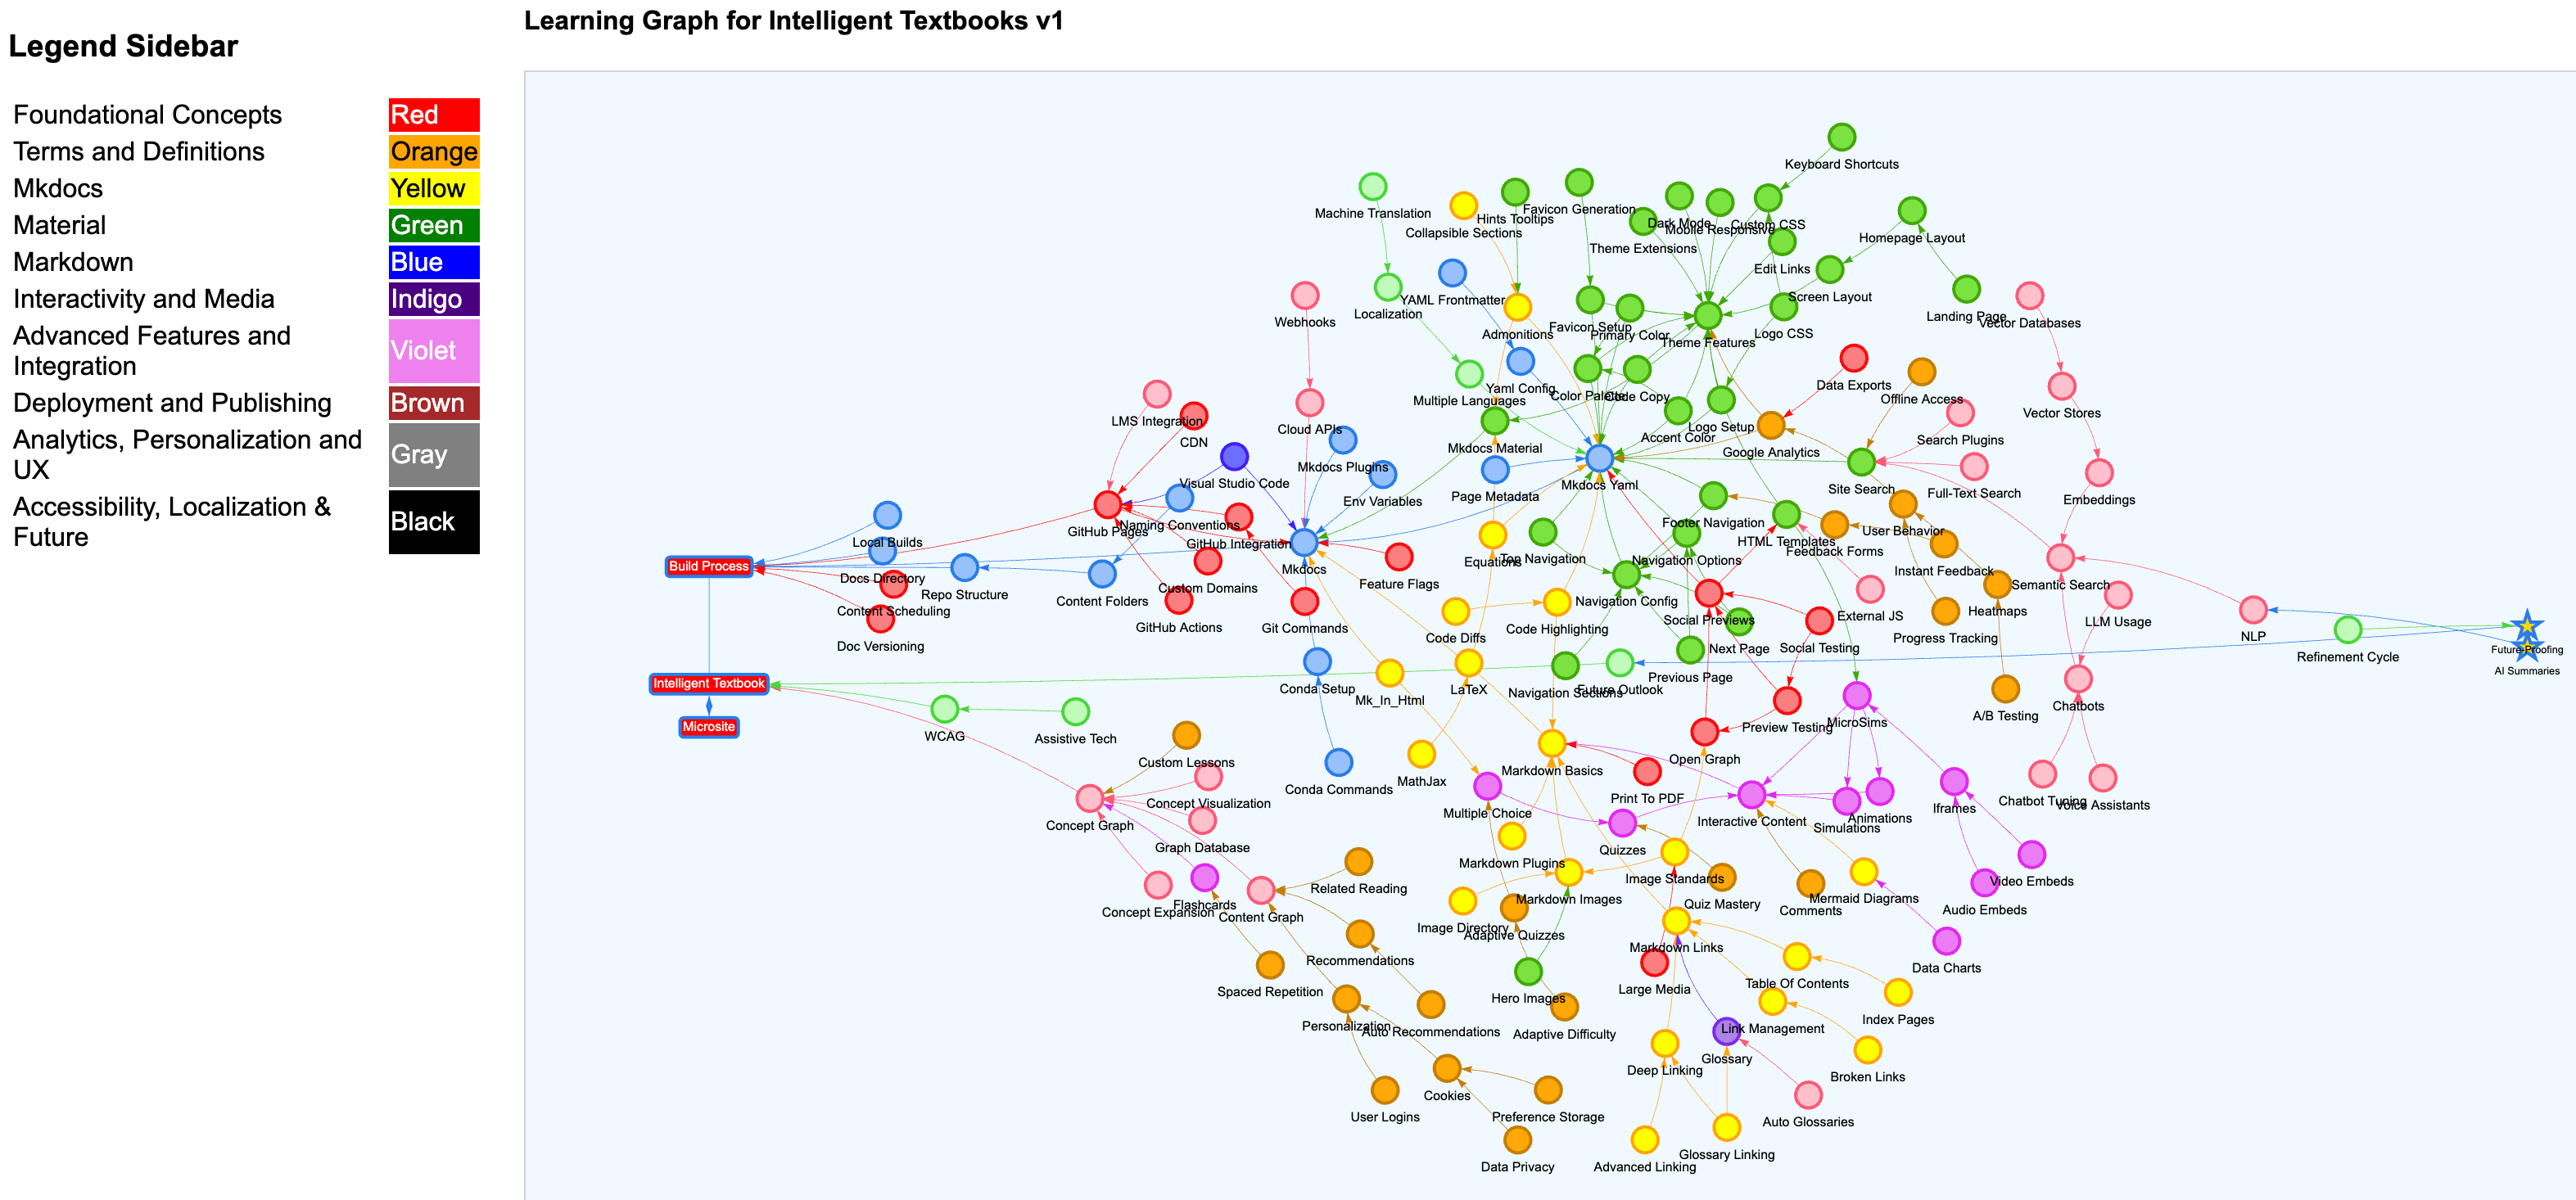 Learning Graph for Intelligent Textbooks v1
Legend Sidebar
Foundational Concepts Red
Terms and Definitions Orange
Mkdocs Yellow
Material Green
Markdown Blue
Interactivity and Media Indigo
Advanced Features and
Integration Violet
Deployment and Publishing Brown
Analytics, Personalization and
UX Gray
Accessibility, Localization &
Future Black
Keyboard Shortcuts
Machine Translation
Favicon Generation
Hints Tooltips
Collapsible Sections
Dark Mode
Mobile Responsive
Custom CSS
Theme Extensions
Homepage Layout
Edit Links
Screen Layout
YAML Frontmatter
Localization
Webhooks
Landing Page
Vector Databases
Favicon Setup
Primary Color
Admonitions
Theme Features
Logo CSS
Data Exports
Yaml Config
Color Palette
Code Copy
Multiple Languages
Offline Access
Vector Stores
LMS Integration
CDN
Cloud APIs
Logo Setup
Accent Color
Mkdocs Material
Google Analytics
Search Plugins
Mkdocs Plugins
Visual Studio Code
Env Variables
Page Metadata
Mkdocs Yaml
Site Search
Full-Text Search
Embeddings
GitHub Pages
Naming Conventions
GitHub Integration
Footer Navigation
User Behavior
HTML Templates
Feedback Forms
Local Builds
Build Process
Docs Directory
Mkdocs
Equations
Top Navigation
Navigation Options
Instant Feedback
Semantic Search
Content Scheduling
Repo Structure
Content Folders
Custom Domains
Feature Flags
Navigation Config
Heatmaps
Doc Versioning
GitHub Actions
Git Commands
Code Diffs
Code Highlighting
Social Previews
External JS
Progress Tracking
LLM Usage
NLP
Next Page
Social Testing
Refinement Cycle
Future-Proofing
AI Summaries
Intelligent Textbook
Conda Setup
Mk_In_Html
LaTeX
Navigation Sections
Future Outlook
Previous Page
Microsite
WCAG
Assistive Tech
MicroSims
Preview Testing
A/B Testing
Chatbots
Custom Lessons
Open Graph
MathJax
Markdown Basics
Conda Commands
Concept Visualization
Print To PDF
Multiple Choice
Concept Graph
Interactive Content
Simulations
Animations
Iframes
Chatbot Tuning
Voice Assistants
Graph Database
Quizzes
Markdown Plugins
Image Standards
Related Reading
Markdown Images
Quiz Mastery
Comments
Mermaid Diagrams
Video Embeds
Audio Embeds
Concept Expansion
Flashcards
Content Graph
Image Directory
Adaptive Quizzes
Markdown Links
Recommendations
Data Charts
Spaced Repetition
Hero Images
Large Media
Table Of Contents
Personalization
Auto Recommendations
Adaptive Difficulty
Link Management
Index Pages
Glossary
Deep Linking
Broken Links
User Logins
Cookies
Preference Storage
Auto Glossaries
Data Privacy
Advanced Linking
Glossary Linking